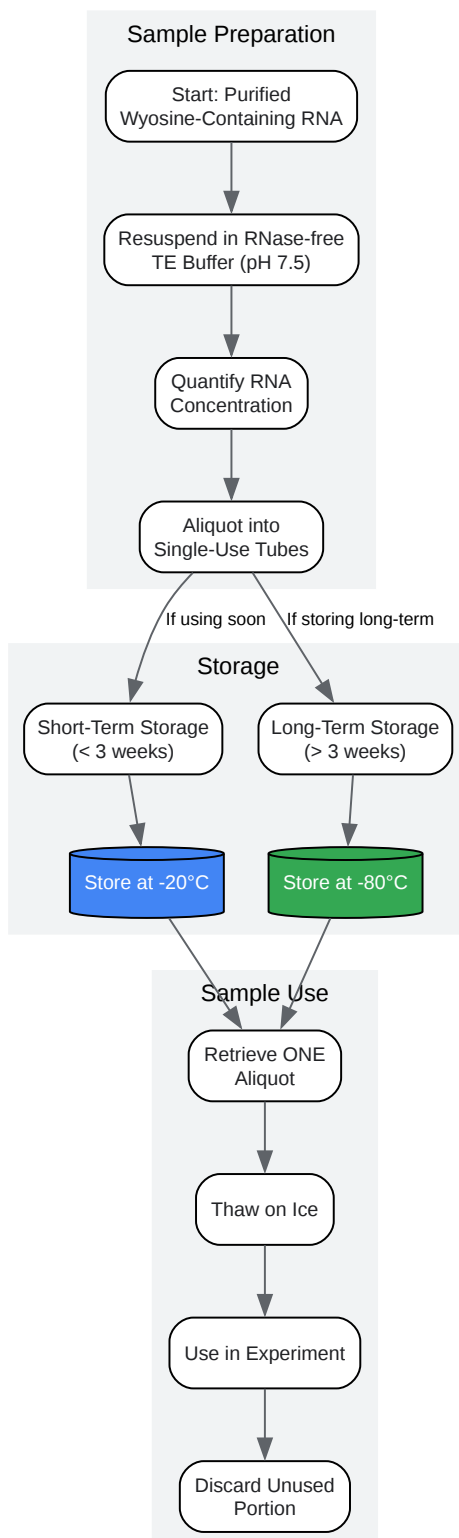 Sample Preparation
Start: Purified
Wyosine-Containing RNA
Resuspend in RNase-free
TE Buffer (pH 7.5)
Quantify RNA
Concentration
Aliquot into
Single-Use Tubes
If using soon
If storing long-term
Storage
Short-Term Storage
(< 3 weeks)
Long-Term Storage
(> 3 weeks)
Store at -20°C
Store at -80°C
Sample Use
Retrieve ONE
Aliquot
Thaw on Ice
Use in Experiment
Discard Unused
Portion